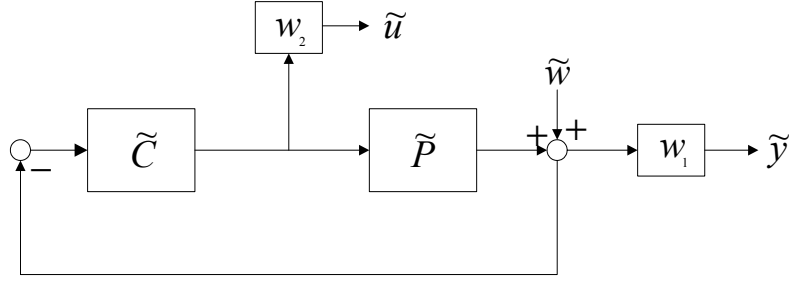 w₂
ũ
w̃
C̃
P̃
+
+
w₁
ỹ
−